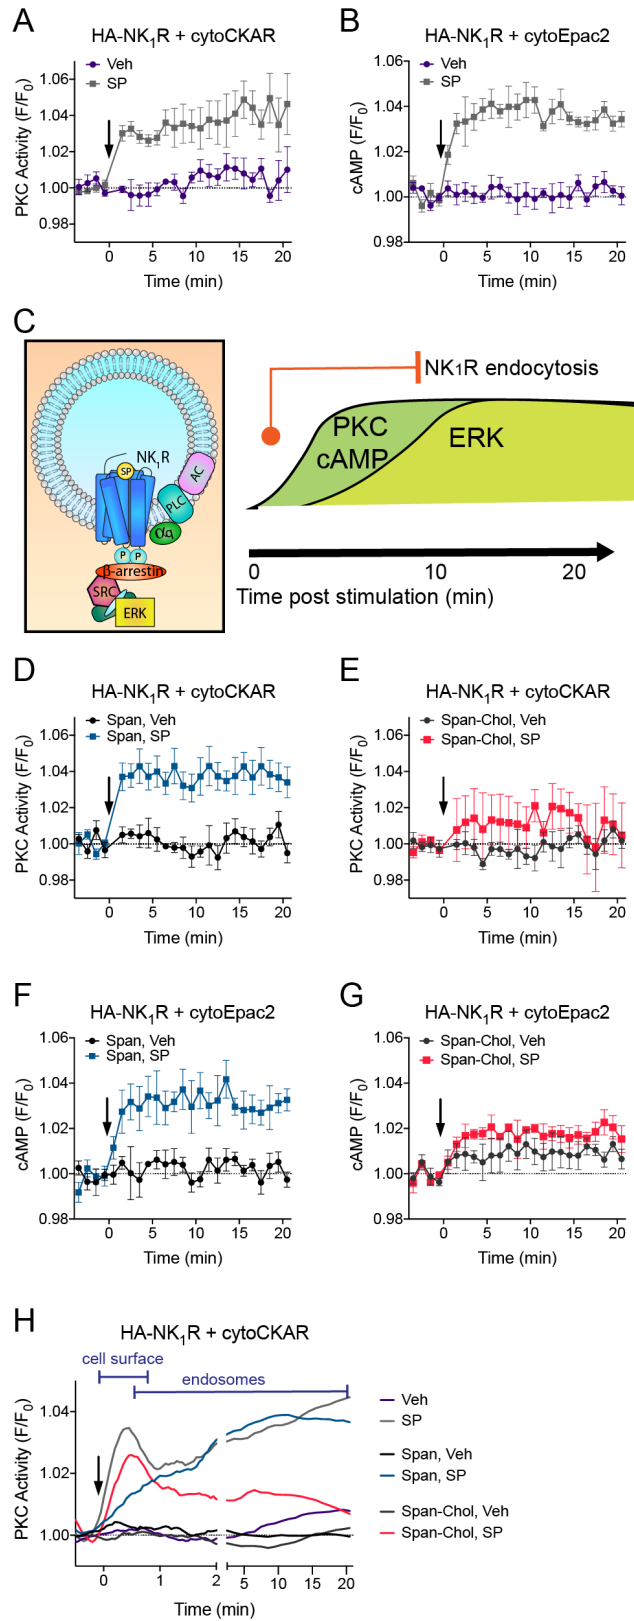 A
HA-NK1R + cytoCKAR
Veh
SP
PKC Activity (F/F0)
1.06
1.04
1.02
1.00
0.98
0 5 10 15 20
Time (min)
B
HA-NK1R + cytoEpac2
Veh
SP
cAMP (F/F0)
1.06
1.04
1.02
1.00
0.98
0 5 10 15 20
Time (min)
C
NK1R
SP
AC
PLC
αq
P P
β-arrestin
SRC
ERK
NK1R endocytosis
PKC
cAMP
ERK
0 10 20
Time post stimulation (min)
D
HA-NK1R + cytoCKAR
Span, Veh
Span, SP
PKC Activity (F/F0)
1.06
1.04
1.02
1.00
0.98
0 5 10 15 20
Time (min)
E
HA-NK1R + cytoCKAR
Span-Chol, Veh
Span-Chol, SP
PKC Activity (F/F0)
1.06
1.04
1.02
1.00
0.98
0 5 10 15 20
Time (min)
F
HA-NK1R + cytoEpac2
Span, Veh
Span, SP
cAMP (F/F0)
1.06
1.04
1.02
1.00
0.98
0 5 10 15 20
Time (min)
G
HA-NK1R + cytoEpac2
Span-Chol, Veh
Span-Chol, SP
cAMP (F/F0)
1.06
1.04
1.02
1.00
0.98
0 5 10 15 20
Time (min)
H
HA-NK1R + cytoCKAR
cell surface
endosomes
PKC Activity (F/F0)
1.04
1.02
1.00
0 1 2 5 10 15 20
Time (min)
Veh
SP
Span, Veh
Span, SP
Span-Chol, Veh
Span-Chol, SP